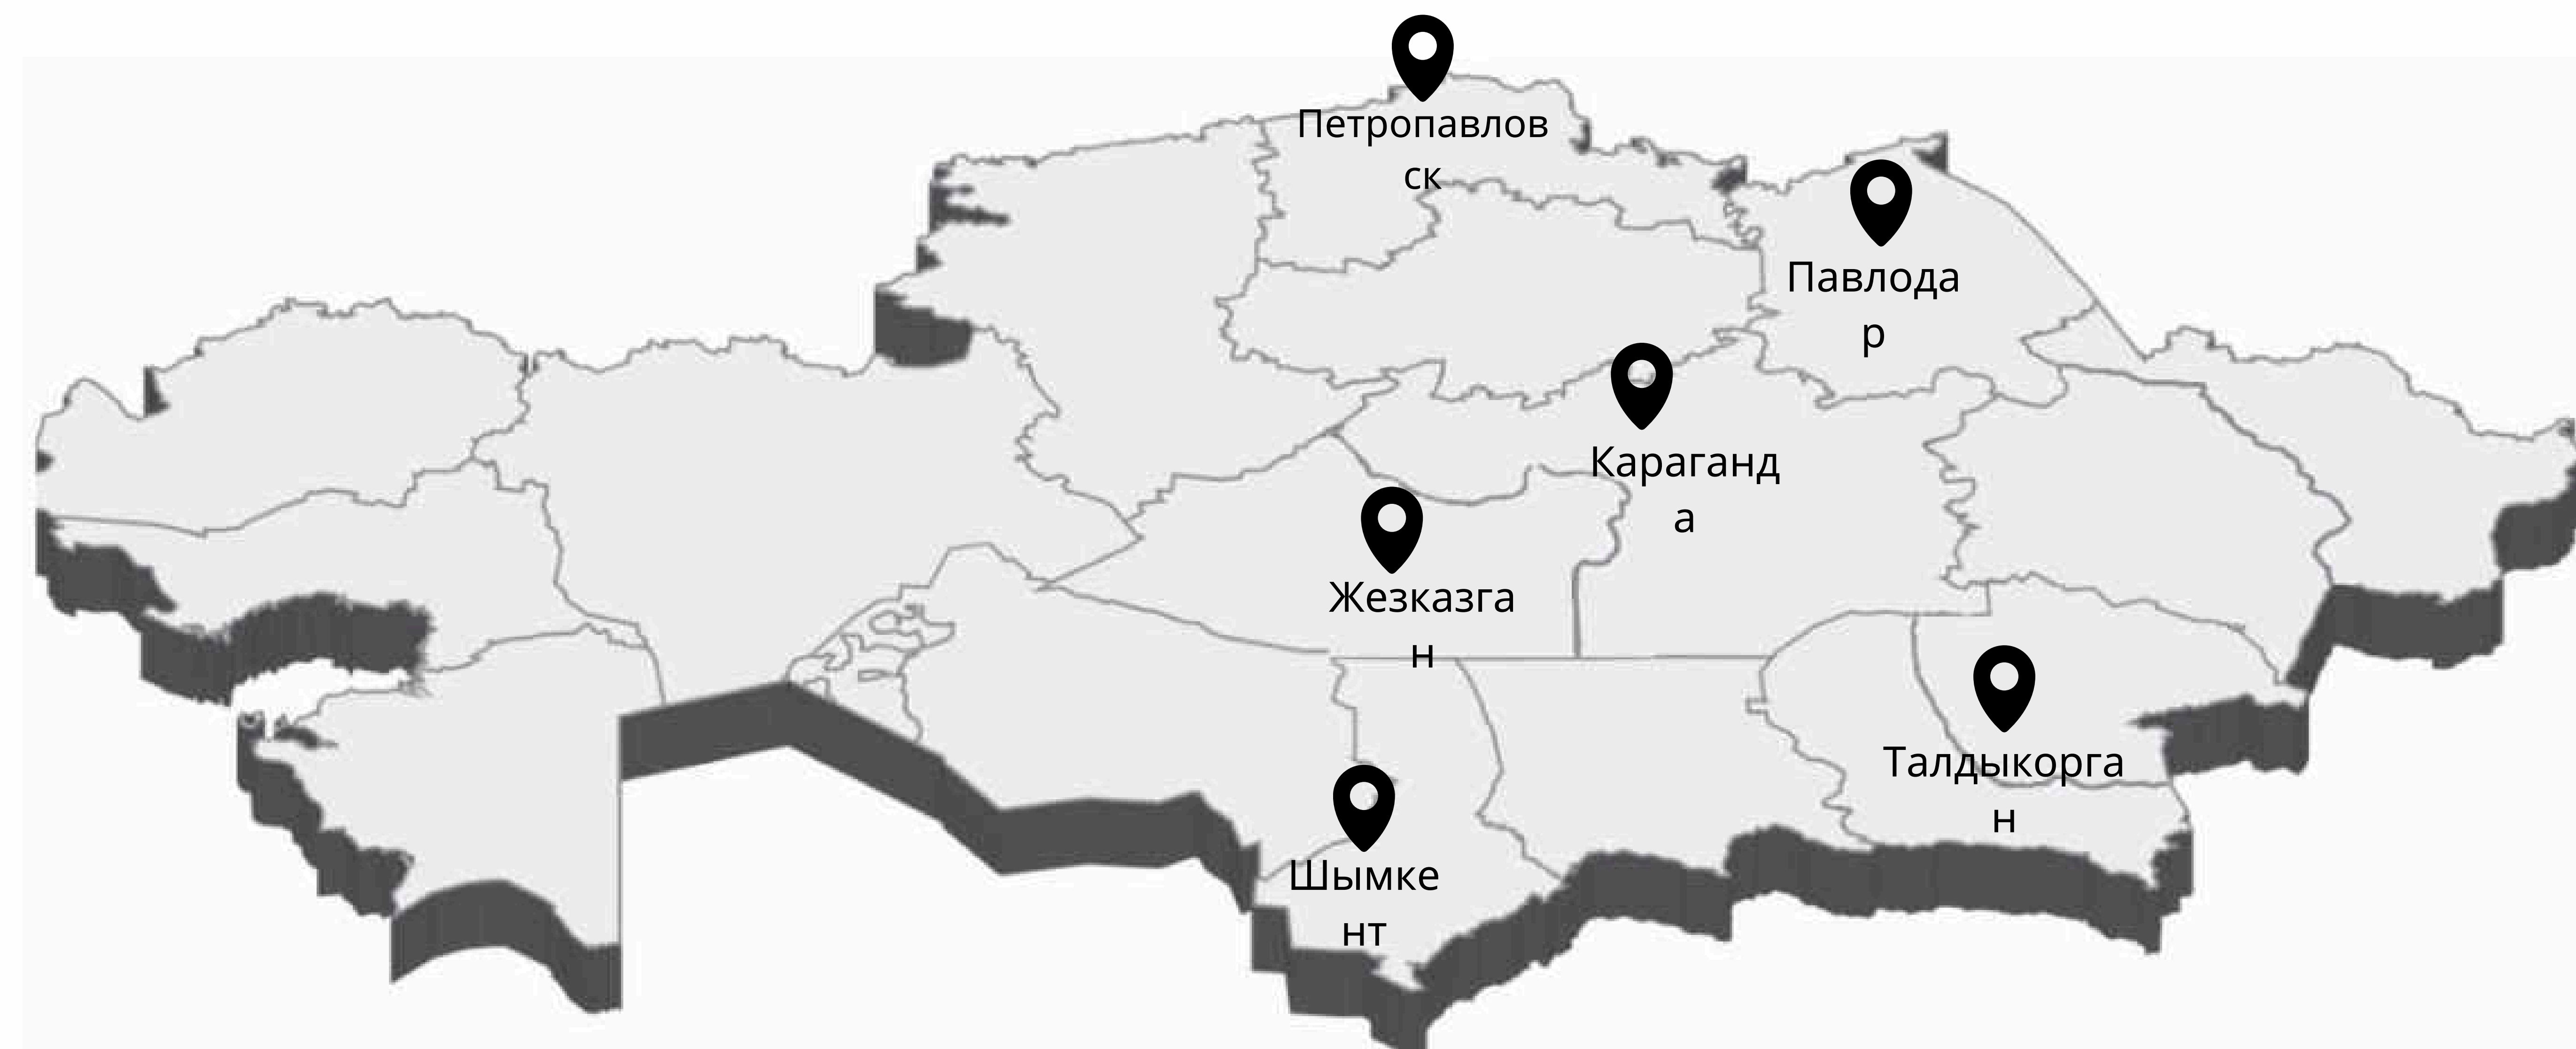 Петропавлов
ск
Павлода
р
Караганд
а
Жезказга
н
Талдыкорга
н
Шымке
нт